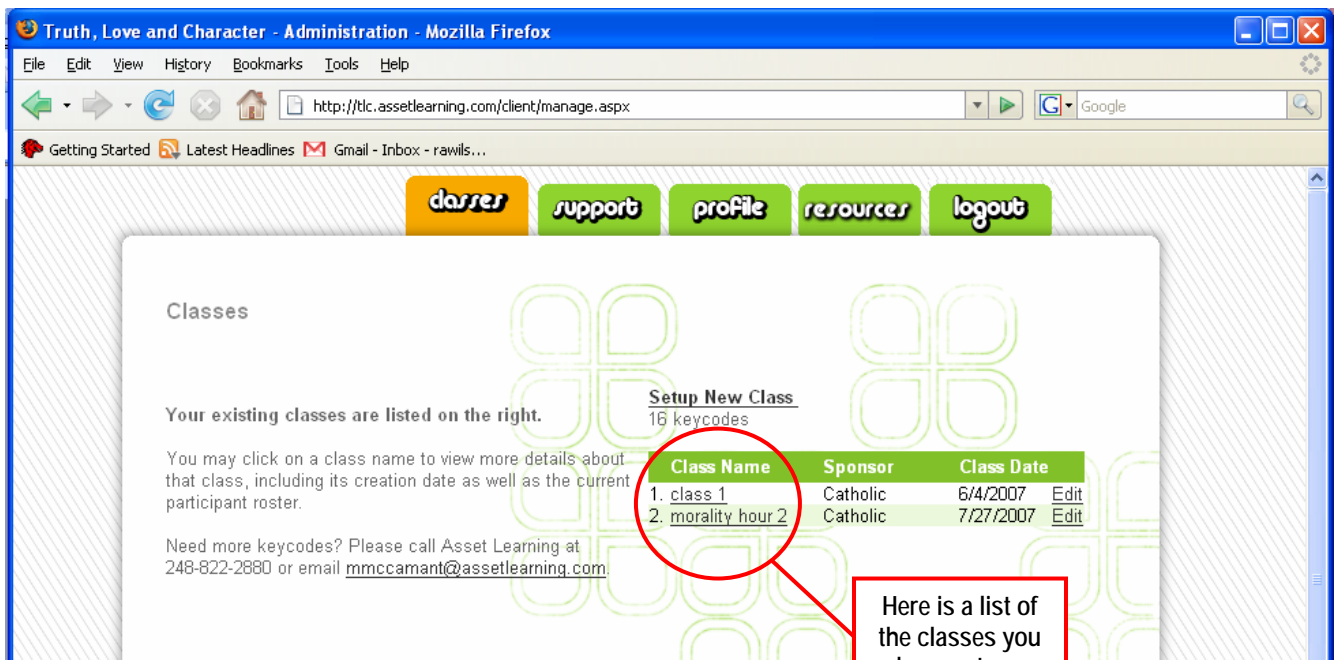 Truth, Love and Character - Administration - Mozilla Firefox
File Edit View History Bookmarks Tools Help
http://tlc.assetlearning.com/client/manage.aspx
G Google
Getting Started Latest Headlines Gmail - Inbox - rawils...
classes support profile resources logout
Classes
Your existing classes are listed on the right.
You may click on a class name to view more details about
that class, including its creation date as well as the current
participant roster.
Need more keycodes? Please call Asset Learning at
248-822-2880 or email mmccamant@assetlearning.com.
Setup New Class
16 keycodes
Class Name Sponsor Class Date
1. class 1 Catholic 6/4/2007 Edit
2. morality hour 2 Catholic 7/27/2007 Edit
Here is a list of
the classes you